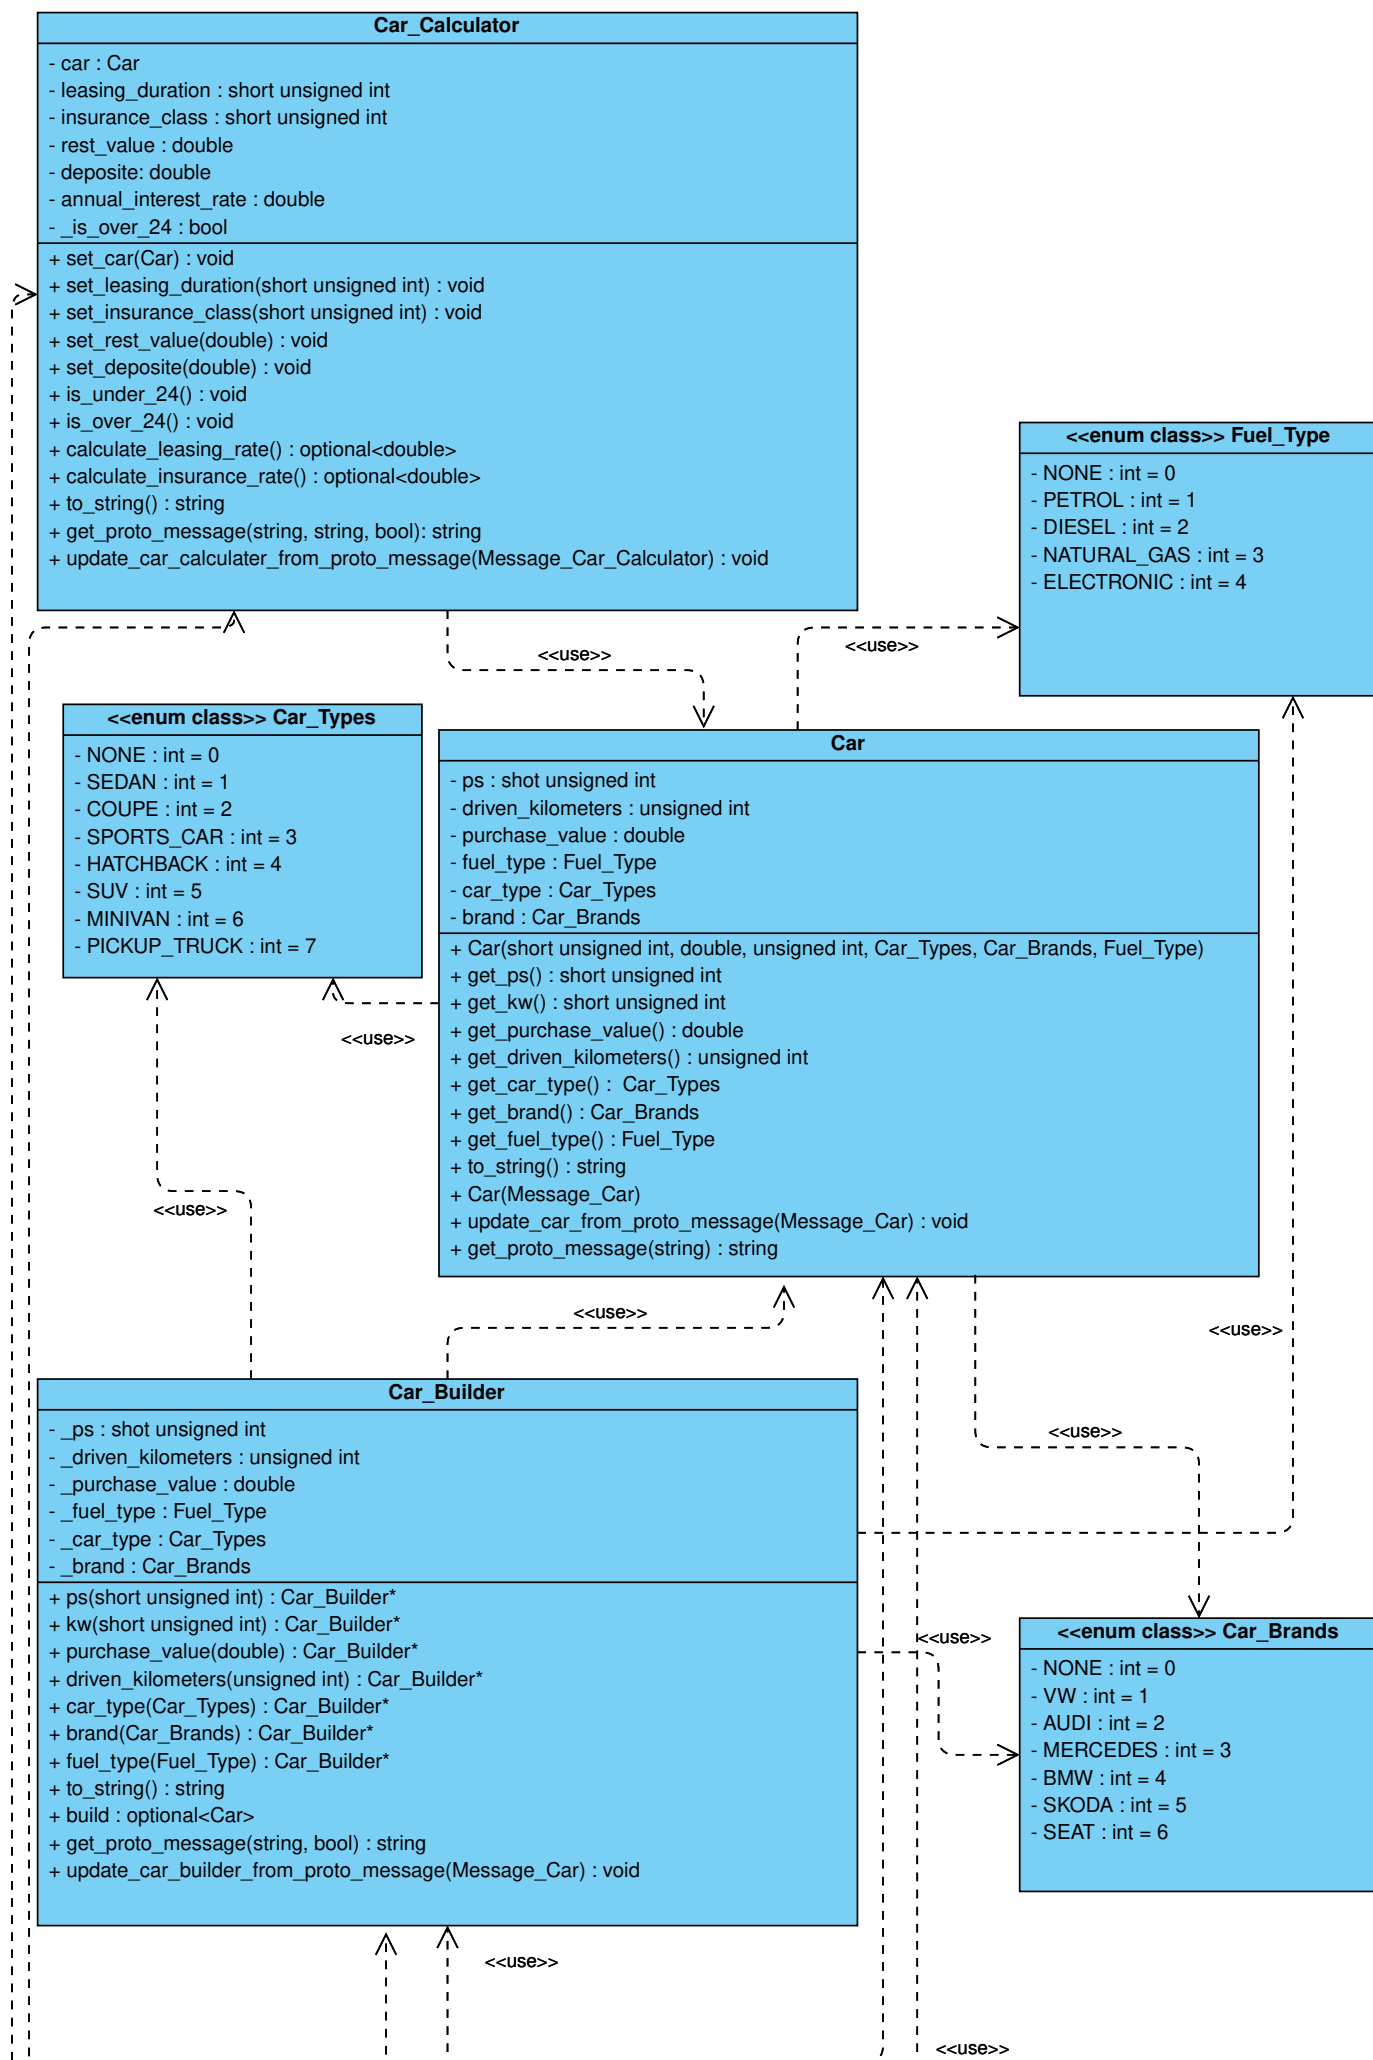 Car_Calculator
- car : Car
- leasing_duration : short unsigned int
- insurance_class : short unsigned int
- rest_value : double
- deposite: double
- annual_interest_rate : double
- _is_over_24 : bool
+ set_car(Car) : void
+ set_leasing_duration(short unsigned int) : void
+ set_insurance_class(short unsigned int) : void
+ set_rest_value(double) : void
+ set_deposite(double) : void
+ is_under_24() : void
+ is_over_24() : void
+ calculate_leasing_rate() : optional<double>
+ calculate_insurance_rate() : optional<double>
+ to_string() : string
+ get_proto_message(string, string, bool): string
+ update_car_calculater_from_proto_message(Message_Car_Calculator) : void
<<enum class>> Fuel_Type
- NONE : int = 0
- PETROL : int = 1
- DIESEL : int = 2
- NATURAL_GAS : int = 3
- ELECTRONIC : int = 4
<<use>>
<<use>>
<<enum class>> Car_Types
- NONE : int = 0
- SEDAN : int = 1
- COUPE : int = 2
- SPORTS_CAR : int = 3
- HATCHBACK : int = 4
- SUV : int = 5
- MINIVAN : int = 6
- PICKUP_TRUCK : int = 7
Car
- ps : shot unsigned int
- driven_kilometers : unsigned int
- purchase_value : double
- fuel_type : Fuel_Type
- car_type : Car_Types
- brand : Car_Brands
+ Car(short unsigned int, double, unsigned int, Car_Types, Car_Brands, Fuel_Type)
+ get_ps() : short unsigned int
+ get_kw() : short unsigned int
+ get_purchase_value() : double
+ get_driven_kilometers() : unsigned int
+ get_car_type() :  Car_Types
+ get_brand() : Car_Brands
+ get_fuel_type() : Fuel_Type
+ to_string() : string
+ Car(Message_Car)
+ update_car_from_proto_message(Message_Car) : void
+ get_proto_message(string) : string
<<use>>
<<use>>
<<use>>
<<use>>
<<use>>
Car_Builder
- _ps : shot unsigned int
- _driven_kilometers : unsigned int
- _purchase_value : double
- _fuel_type : Fuel_Type
- _car_type : Car_Types
- _brand : Car_Brands
+ ps(short unsigned int) : Car_Builder*
+ kw(short unsigned int) : Car_Builder*
+ purchase_value(double) : Car_Builder*
+ driven_kilometers(unsigned int) : Car_Builder*
+ car_type(Car_Types) : Car_Builder*
+ brand(Car_Brands) : Car_Builder*
+ fuel_type(Fuel_Type) : Car_Builder*
+ to_string() : string
+ build : optional<Car>
+ get_proto_message(string, bool) : string
+ update_car_builder_from_proto_message(Message_Car) : void
<<use>>
<<enum class>> Car_Brands
- NONE : int = 0
- VW : int = 1
- AUDI : int = 2
- MERCEDES : int = 3
- BMW : int = 4
- SKODA : int = 5
- SEAT : int = 6
<<use>>
<<use>>